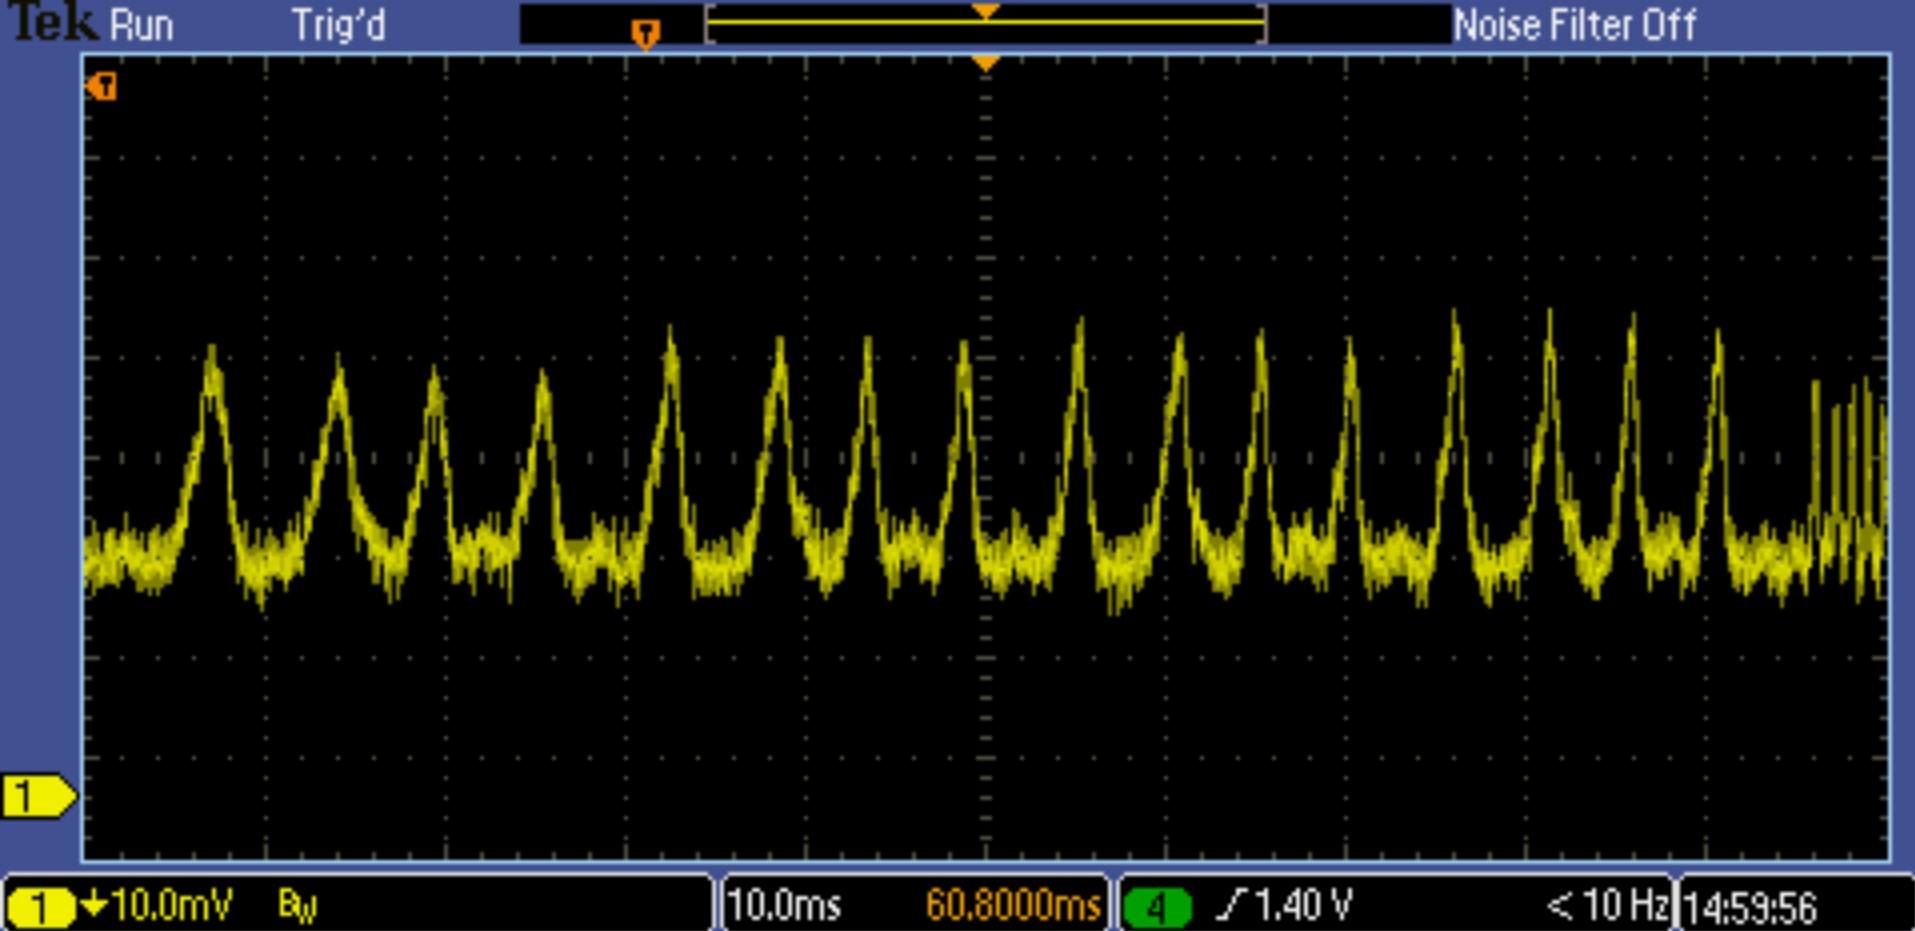 Tek Run Trig'd Noise Filter Off
T
T
1
1 10.0mV BW 10.0ms 60.8000ms 4 1.40 V < 10 Hz 14:59:56